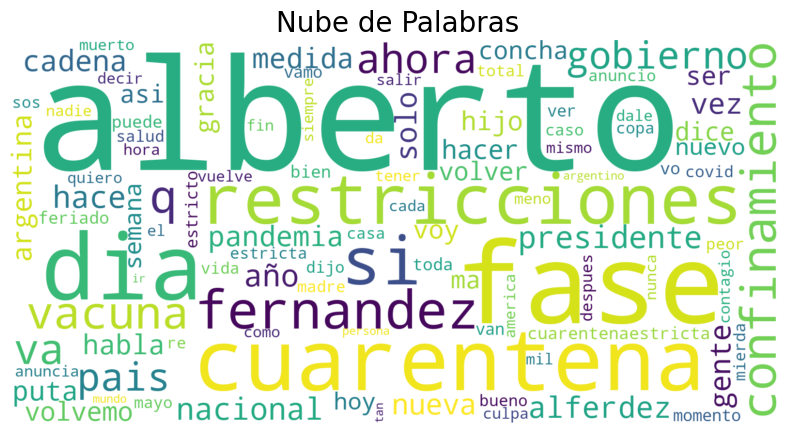 Nube de Palabras
muerto
cadena
decir
sos
nadie
asi
puede
salud
hora
gracia
medida
vamo
siempre
fin
ahora
salir
solo
da
concha
total
gobierno
anuncio
ser
vez
hijo
ver
caso
mismo
dale
copa
dice
nuevo
hacer
alberto
argentina
quiero
hace
feriado
semana
el
q
estricto
vuelve
bien
tener
cada
volver
argentino
meno
vo
covid
restricciones
confinamiento
pandemia
casa
voy
presidente
peor
dia
estricta
vida
dijo
año
madre
si
toda
ma
fase
america
despues
nunca
contagio
vacuna
ir
fernandez
como
persona
van
cuarentenaestricta
gente
mierda
va
habla
re
anuncia
pais
cuarentena
mil
puta
mundo
volvemo
mayo
nacional
hoy
tan
nueva
bueno
culpa
alferdez
momento